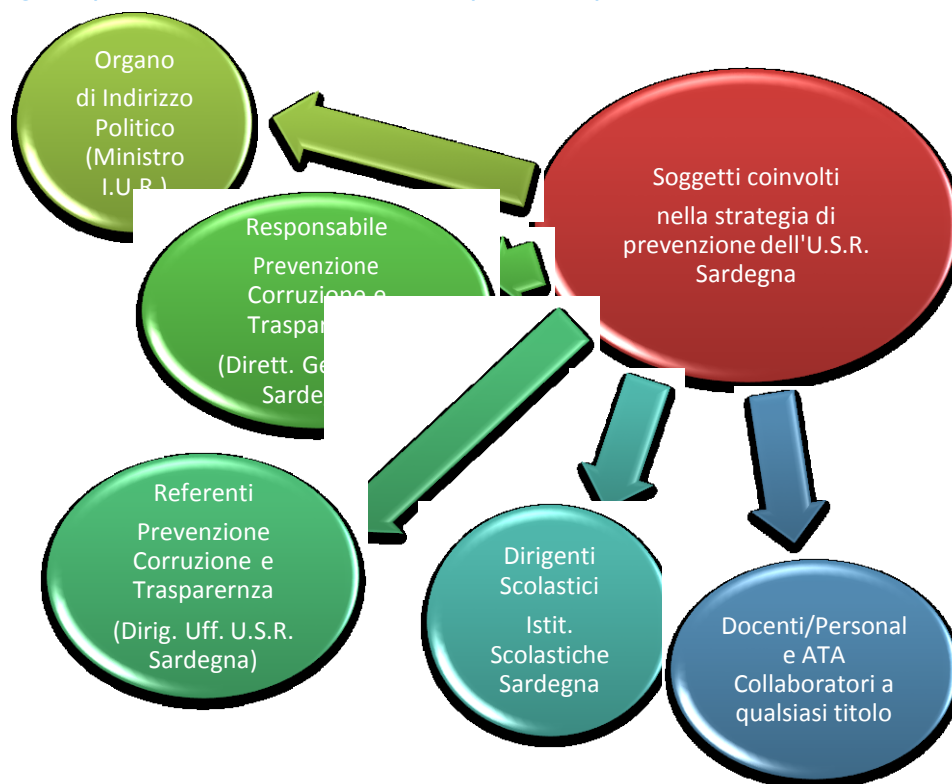 Organo
di Indirizzo
Politico
(Ministro
I.U.R.)
Soggetti coinvolti
nella strategia di
prevenzione dell'U.S.R.
Sardegna
Responsabile
Prevenzione
Corruzione e
(Dirett.
Referenti
Prevenzione
Corruzione e
Trasparernza
(Dirig. Uff. U.S.R.
Sardegna)
Dirigenti
Scolastici
Istit.
Scolastiche
Sardegna
Docenti/Personal
e ATA
Collaboratori a
qualsiasi titolo